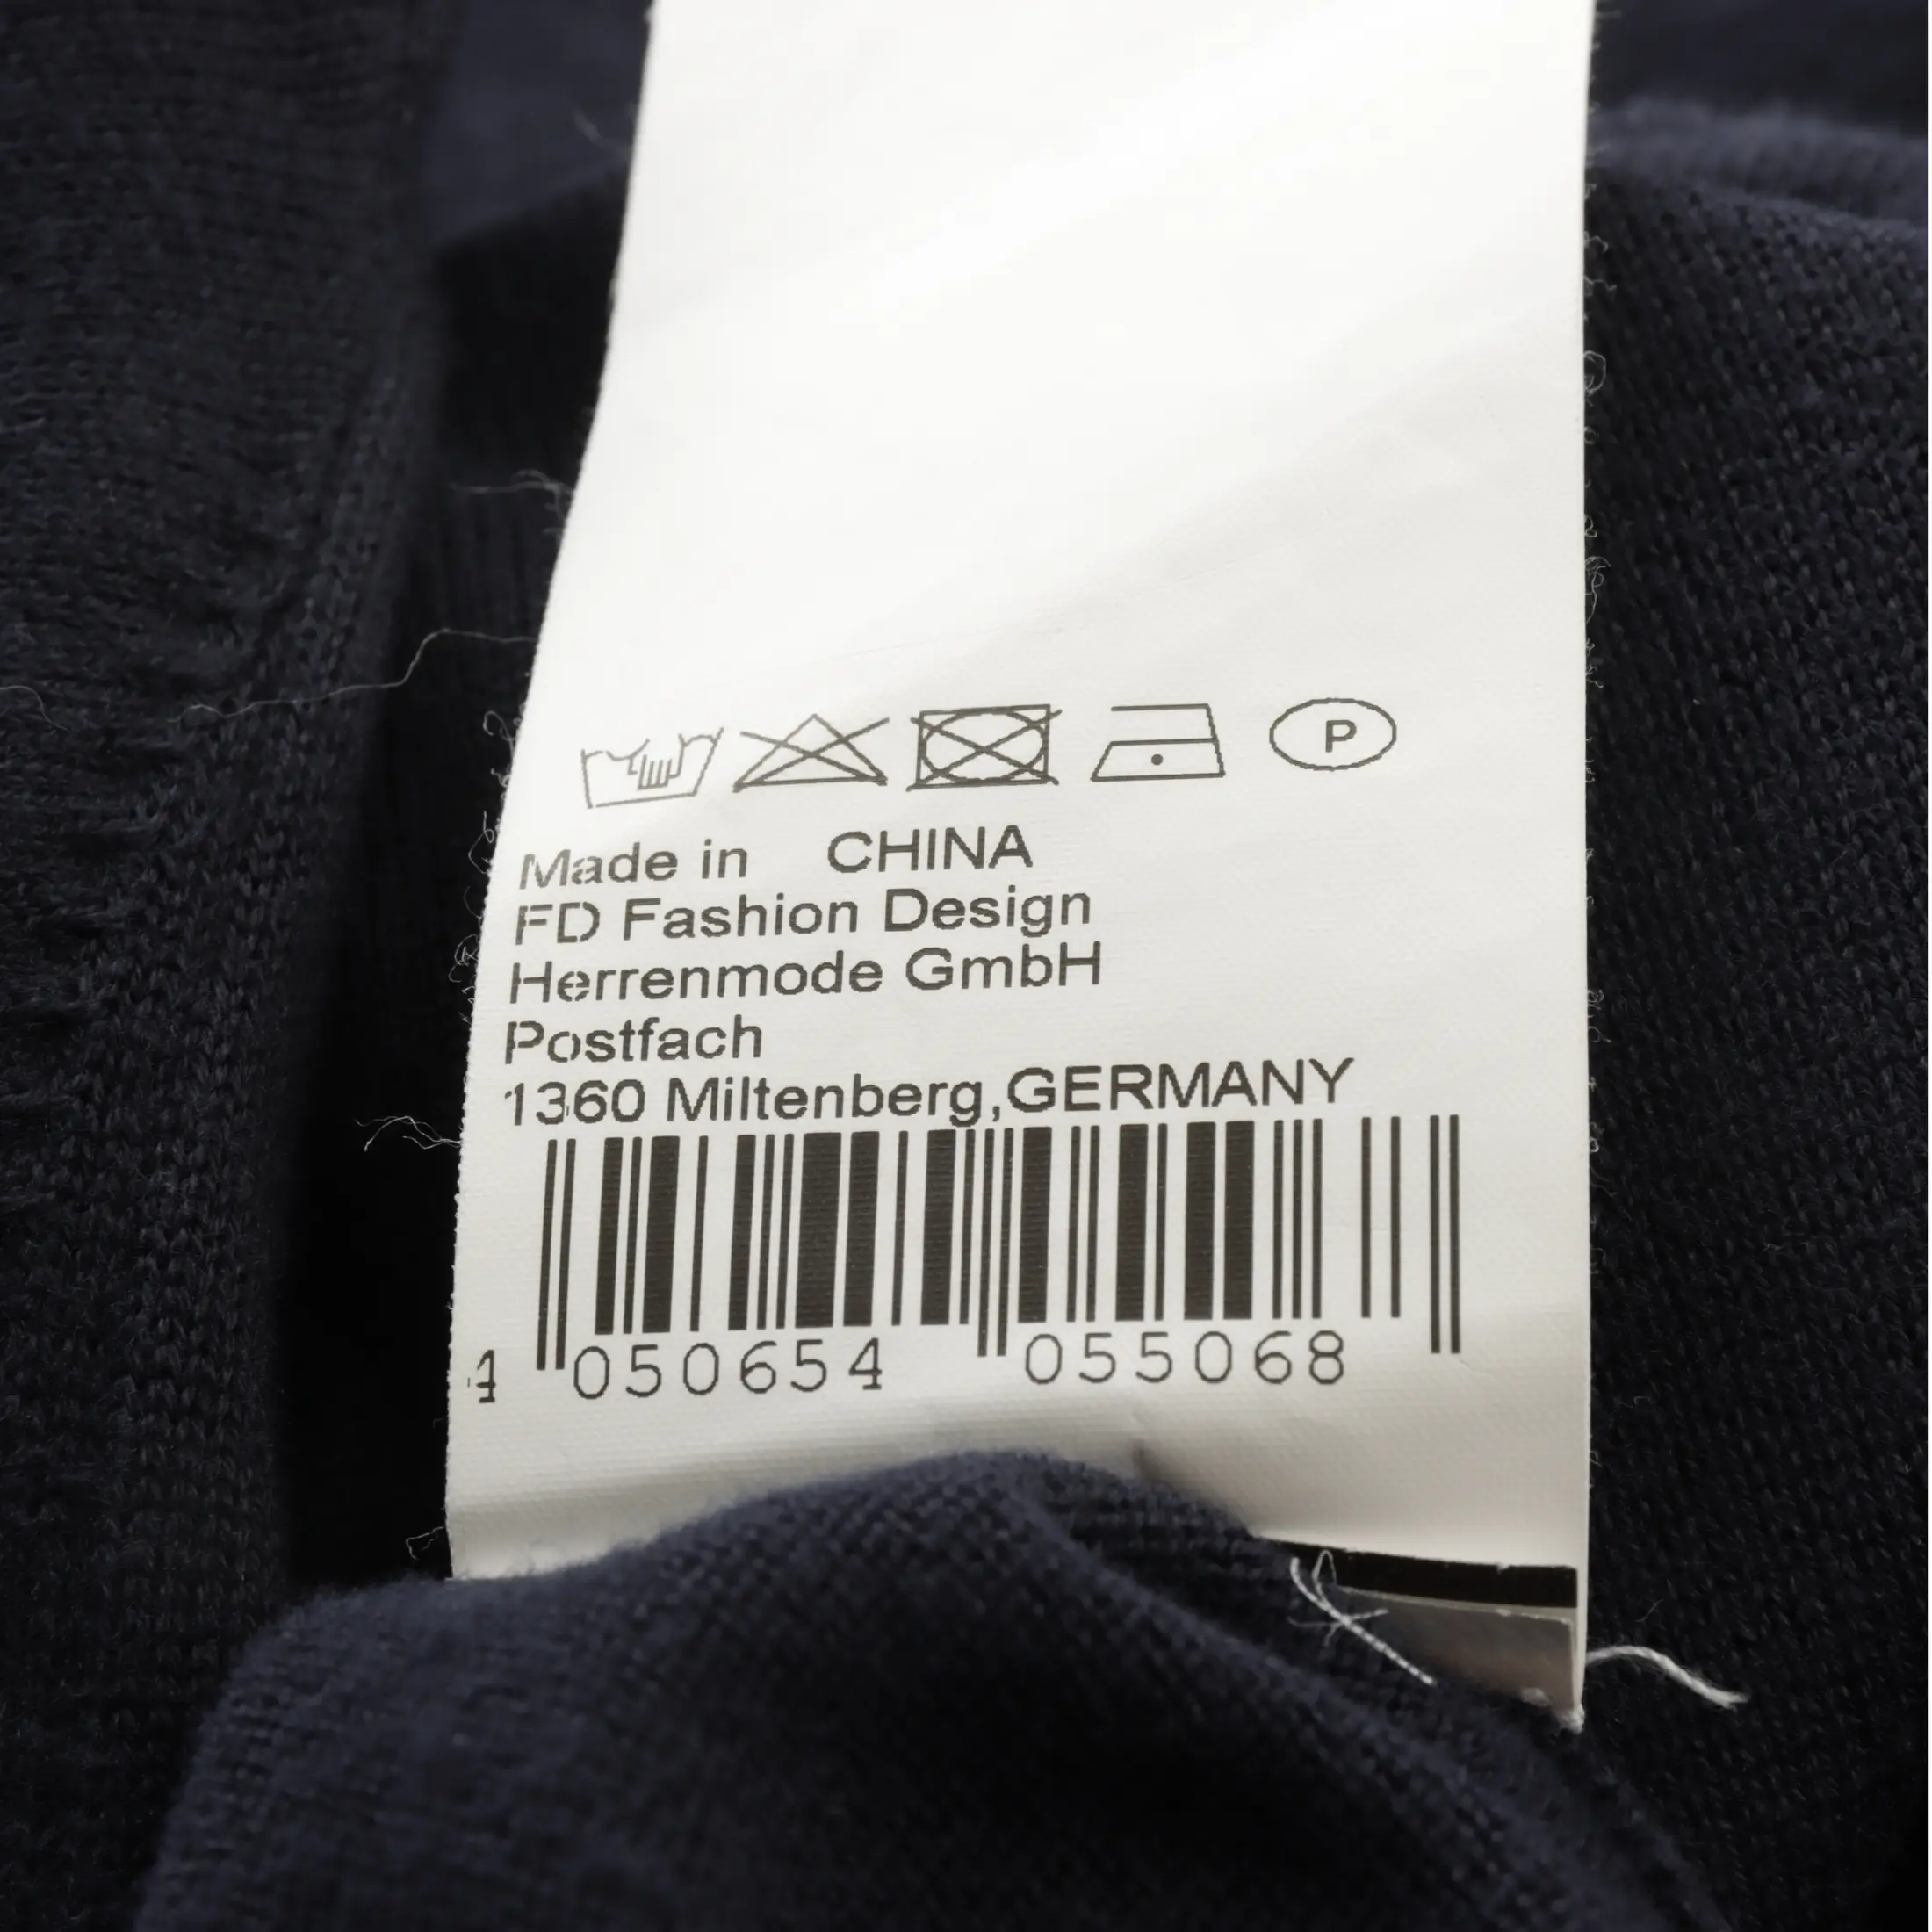 P
Made in CHINA
FD Fashion Design
Herrenmode GmbH
Postfach
1360 Miltenberg,GERMANY
4 050654 055068